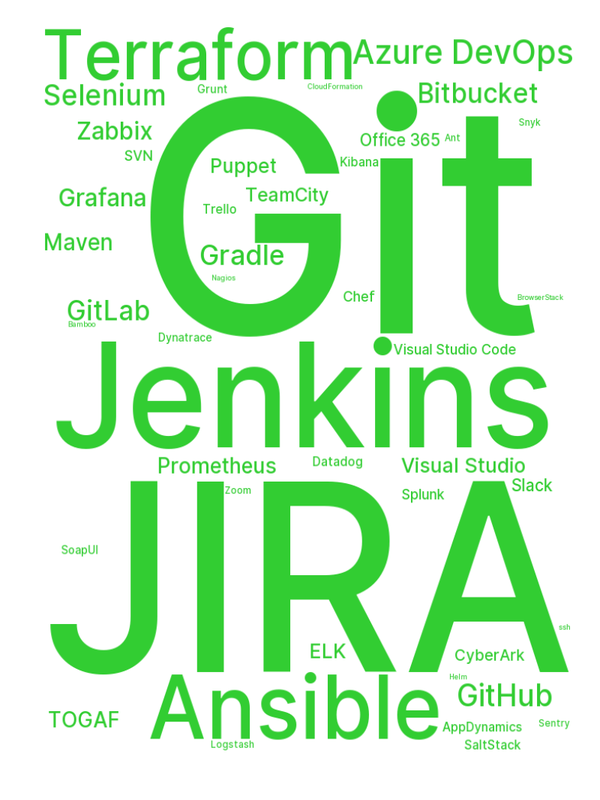 Terraform
Azure DevOps
Selenium
Grunt
CloudFormation
Bitbucket
Zabbix
Git
Snyk
SVN
Office 365
Ant
Puppet
Kibana
Grafana
TeamCity
Trello
Maven
Gradle
Nagios
Chef
BrowserStack
GitLab
Bamboo
Dynatrace
Visual Studio Code
Jenkins
Prometheus
Datadog
Visual Studio
Zoom
Splunk
Slack
JIRA
SoapUI
ssh
ELK
CyberArk
Ansible
Helm
GitHub
TOGAF
AppDynamics
Sentry
Logstash
SaltStack